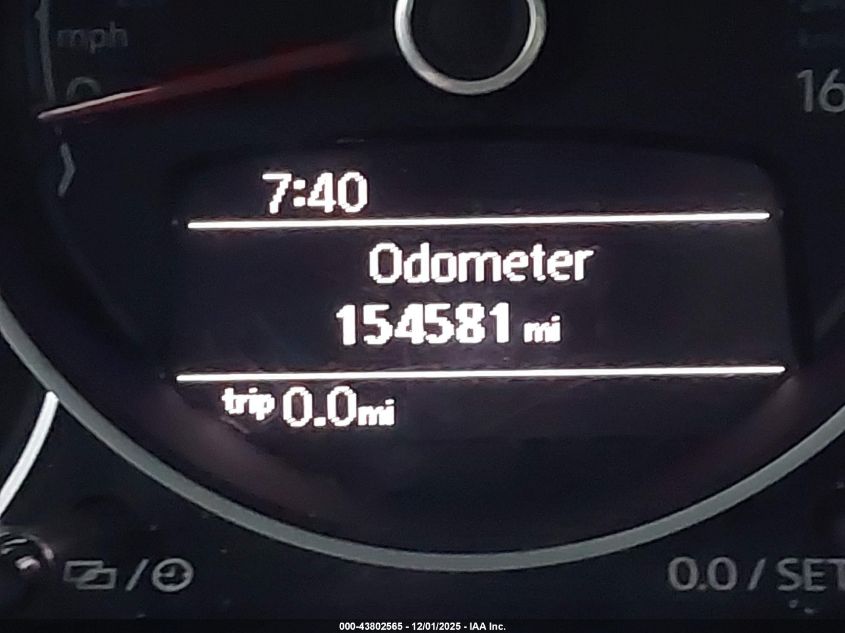 mph
0
16
7:40
Odometer
154581 mi
trip 0.0mi
/
0.0 / SET
000-43802565 - 12/01/2025 - IAA Inc.